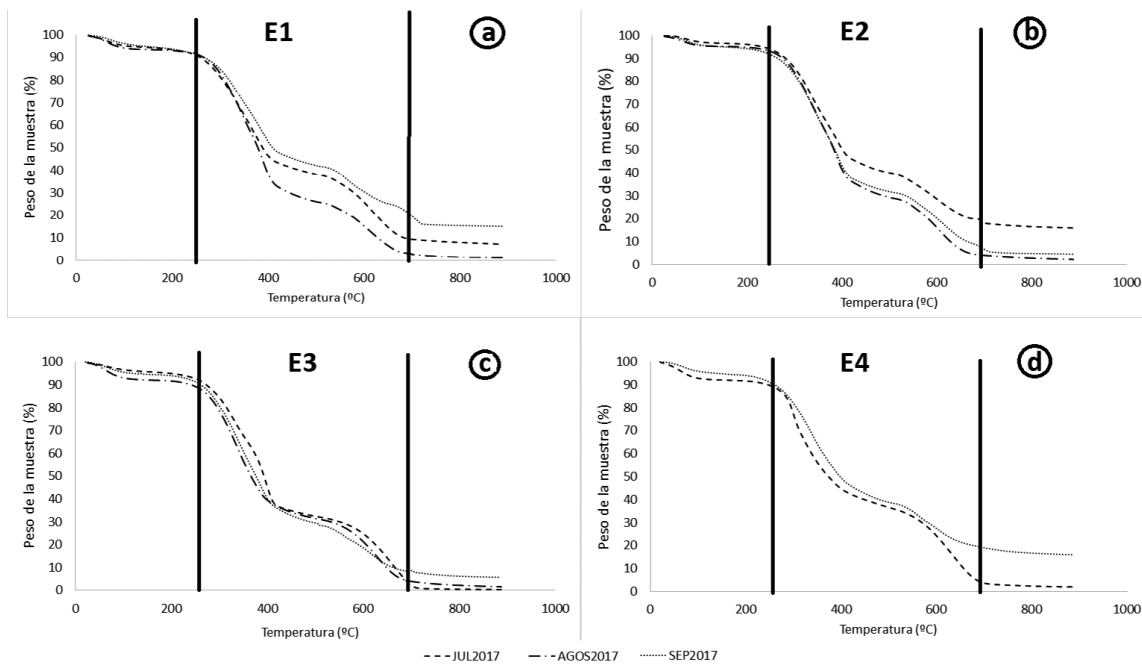 E1
a
Peso de la muestra (%)
100
90
80
70
60
50
40
30
20
10
0
0 200 400 600 800 1000
Temperatura (ºC)
E2
b
Peso de la muestra (%)
100
90
80
70
60
50
40
30
20
10
0
0 200 400 600 800 1000
Temperatura (ºC)
E3
c
Peso de la muestra (%)
100
90
80
70
60
50
40
30
20
10
0
0 200 400 600 800 1000
Temperatura (ºC)
E4
d
Peso de la muestra (%)
100
90
80
70
60
50
40
30
20
10
0
0 200 400 600 800 1000
Temperatura (ºC)
JUL2017 AGOS2017 SEP2017